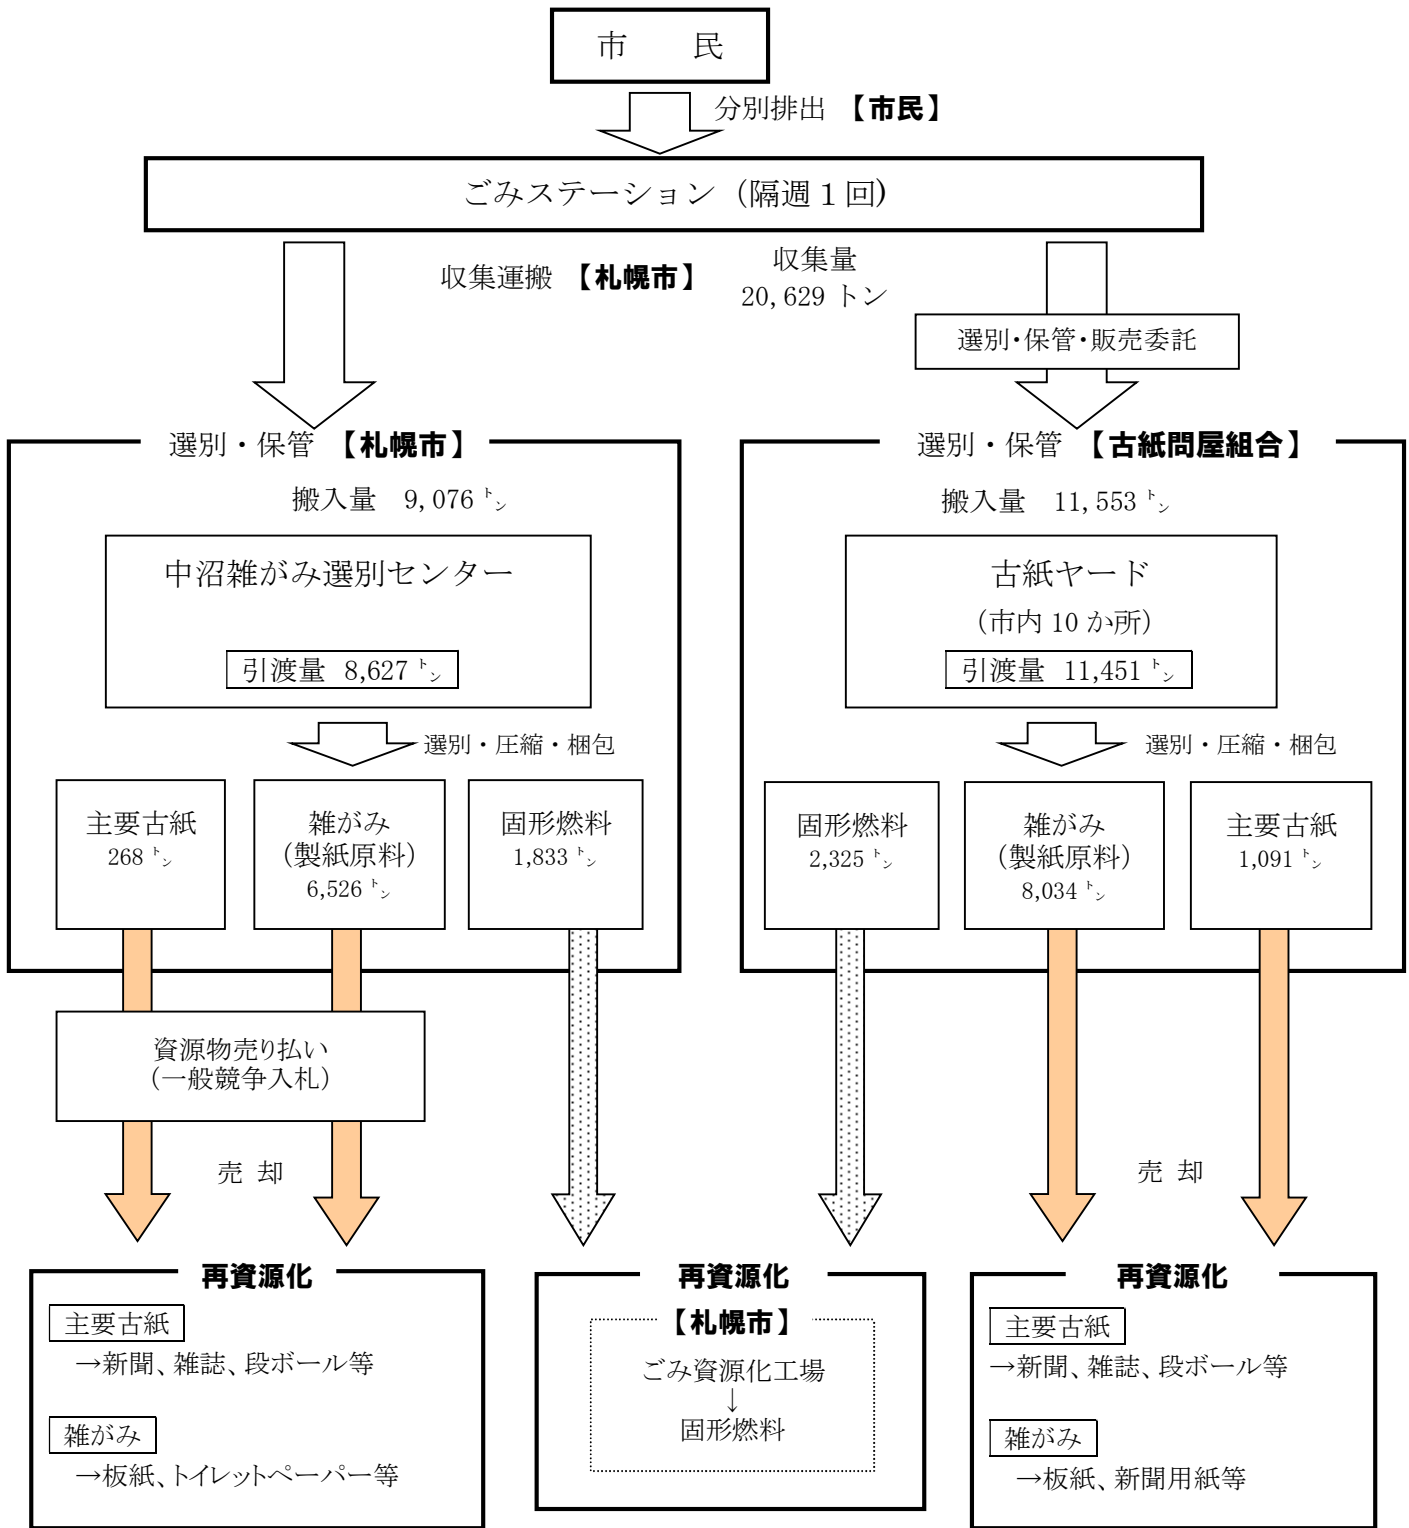 市　　民
分別排出 【市民】
ごみステーション（隔週１回）
収集運搬 【札幌市】
収集量
20,629 トン
選別・保管・販売委託
選別・保管 【札幌市】
搬入量　9,076 ㌧
中沼雑がみ選別センター
引渡量 8,627 ㌧
選別・圧縮・梱包
主要古紙
268 ㌧
雑がみ
（製紙原料）
6,526 ㌧
固形燃料
1,833 ㌧
選別・保管 【古紙問屋組合】
搬入量　11,553 ㌧
古紙ヤード
（市内 10 か所）
引渡量 11,451 ㌧
選別・圧縮・梱包
固形燃料
2,325 ㌧
雑がみ
（製紙原料）
8,034 ㌧
主要古紙
1,091 ㌧
資源物売り払い
（一般競争入札）
売 却
売 却
再資源化
主要古紙
→新聞、雑誌、段ボール等
雑がみ
→板紙、トイレットペーパー等
再資源化
【札幌市】
ごみ資源化工場
↓
固形燃料
再資源化
主要古紙
→新聞、雑誌、段ボール等
雑がみ
→板紙、新聞用紙等